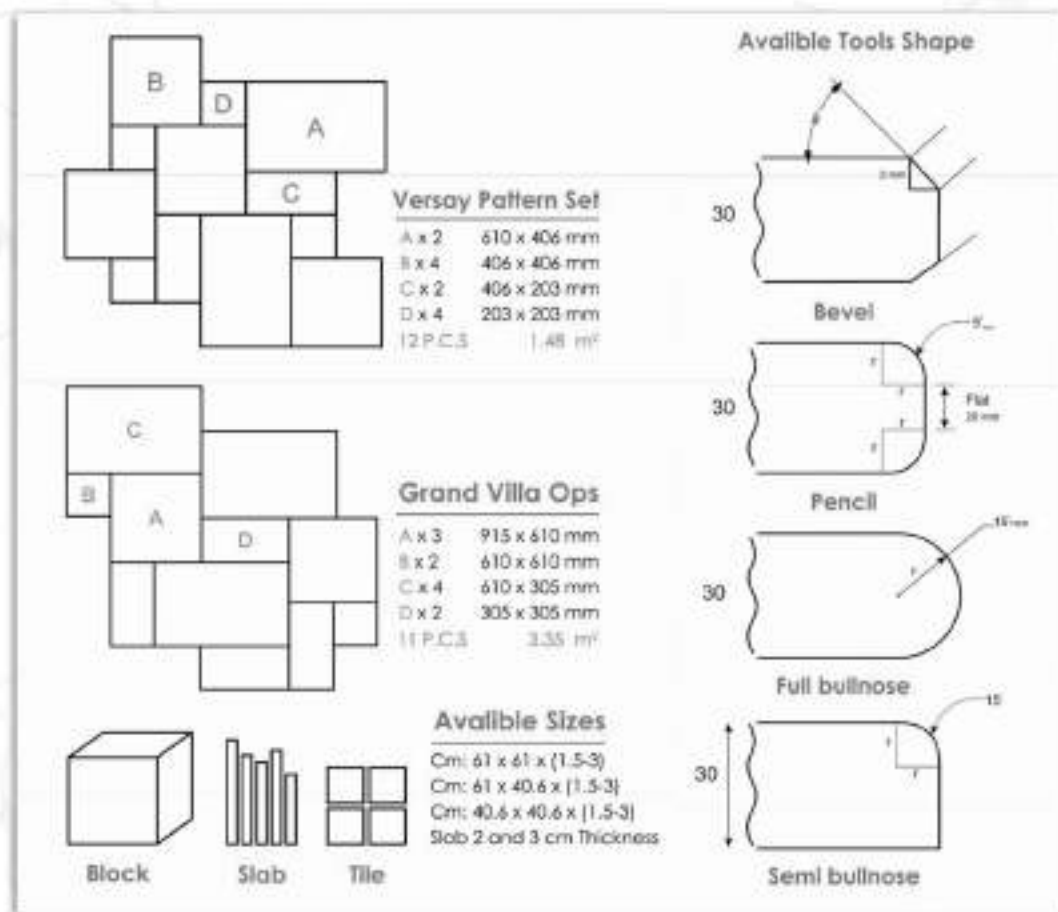 B
D
A
C
Versay Pattern Set
A x 2 610 x 406 mm
B x 4 406 x 406 mm
C x 2 406 x 203 mm
D x 4 203 x 203 mm
12 P.C.S 1.48 m²
C
B
A
D
Grand Villa Ops
A x 3 915 x 610 mm
B x 2 610 x 610 mm
C x 4 610 x 305 mm
D x 2 305 x 305 mm
11 P.C.S 3.35 m²
Avalible Sizes
Cm: 61 x 61 x (1.5-3)
Cm: 61 x 40.6 x (1.5-3)
Cm: 40.6 x 40.6 x (1.5-3)
Slab 2 and 3 cm Thickness
Block
Slab
Tile
Avalible Tools Shape
30
Bevel
r
r
30
Flat
r
r
Pencil
15 mm
30
r
Full bullnose
15
r
30
r
Semi bullnose